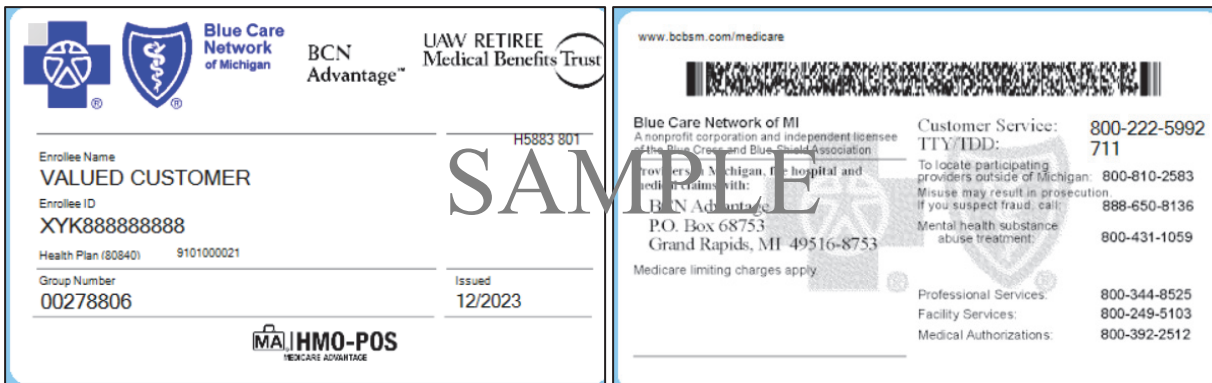 Blue Care
Network
of Michigan
®
®
BCN
Advantage℠
UAW RETIREE
Medical Benefits Trust
H5883 801
Enrollee Name
VALUED CUSTOMER
Enrollee ID
XYK888888888
Health Plan (80840) 9101000021
Group Number
00278806
Issued
12/2023
MA HMO-POS
MEDICARE ADVANTAGE
SAMPLE
www.bcbsm.com/medicare
Blue Care Network of MI
A nonprofit corporation and independent licensee
of the Blue Cross and Blue Shield Association
Providers in Michigan, file hospital and
medical claims with:
BCN Advantage
P.O. Box 68753
Grand Rapids, MI 49516-8753
Medicare limiting charges apply.
Customer Service: 800-222-5992
TTY/TDD: 711
To locate participating
providers outside of Michigan: 800-810-2583
Misuse may result in prosecution.
If you suspect fraud, call: 888-650-8136
Mental health substance
abuse treatment: 800-431-1059
Professional Services: 800-344-8525
Facility Services: 800-249-5103
Medical Authorizations: 800-392-2512